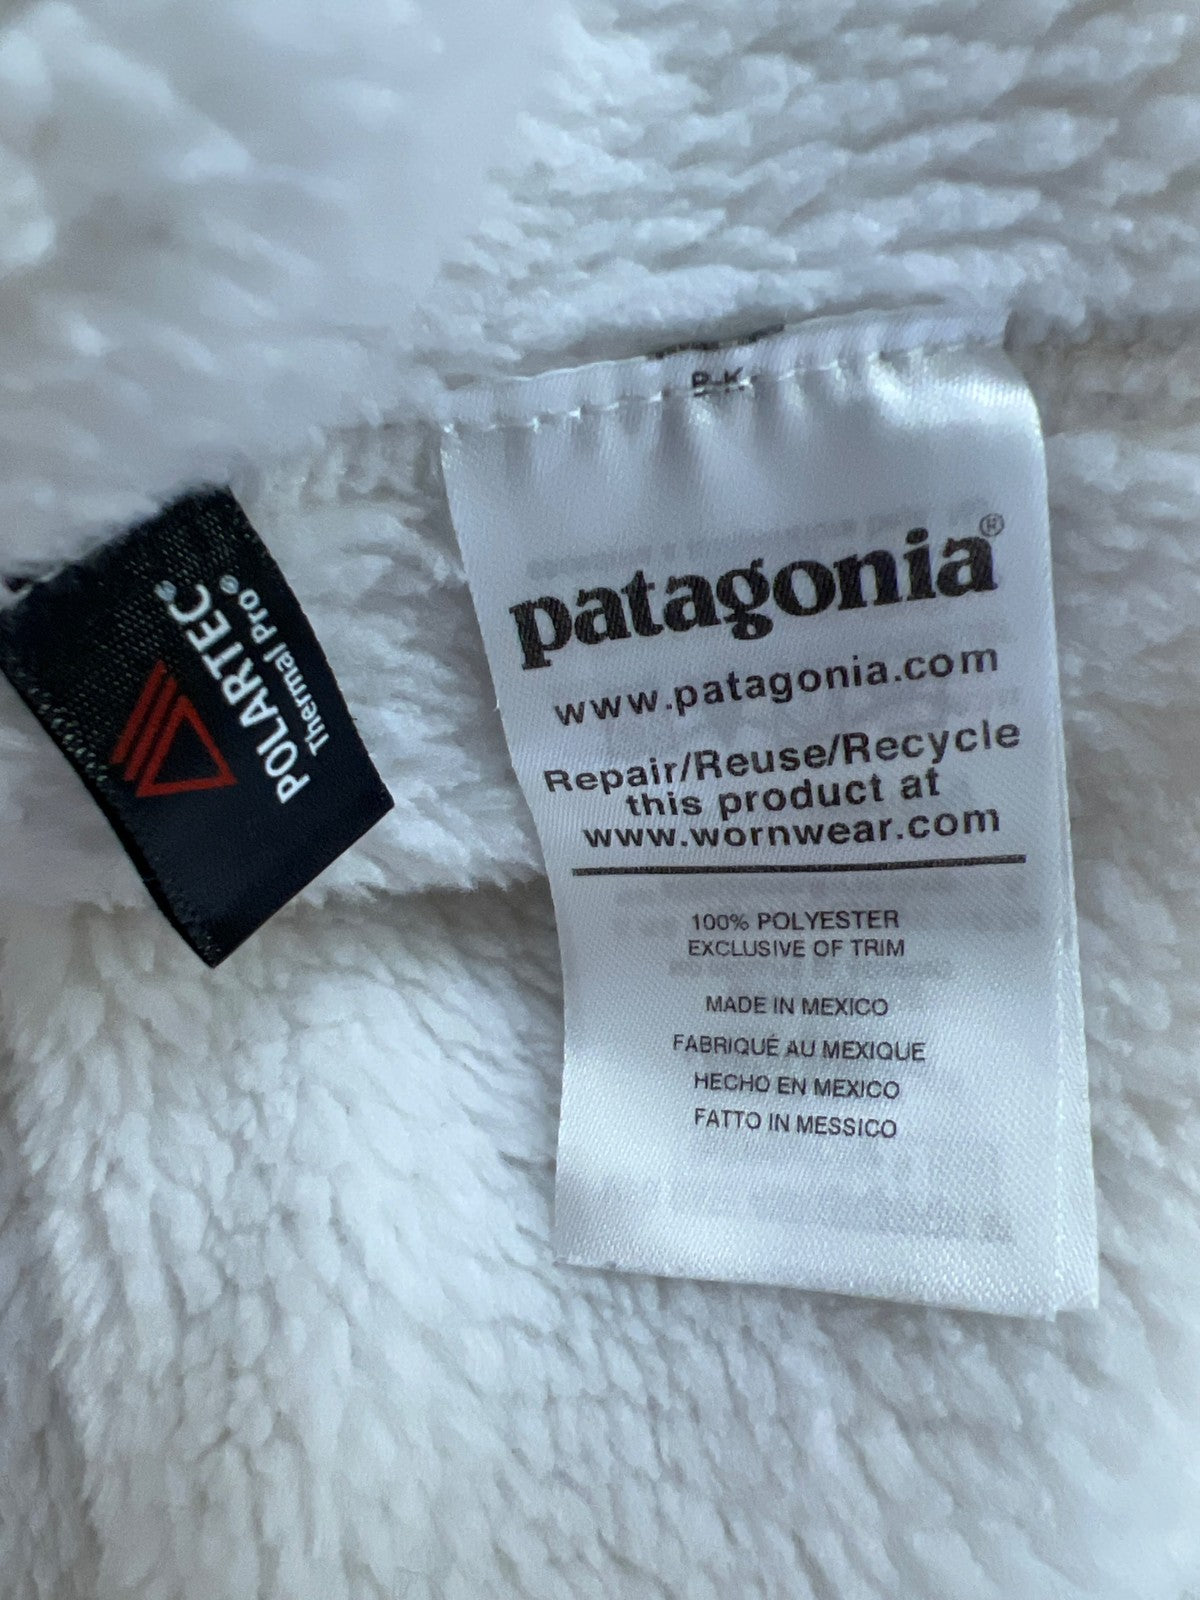 P-K
patagonia®
www.patagonia.com
Repair/Reuse/Recycle
this product at
www.wornwear.com
100% POLYESTER
EXCLUSIVE OF TRIM
MADE IN MEXICO
FABRIQUÉ AU MEXIQUE
HECHO EN MEXICO
FATTO IN MESSICO
POLARTEC®
Thermal Pro®